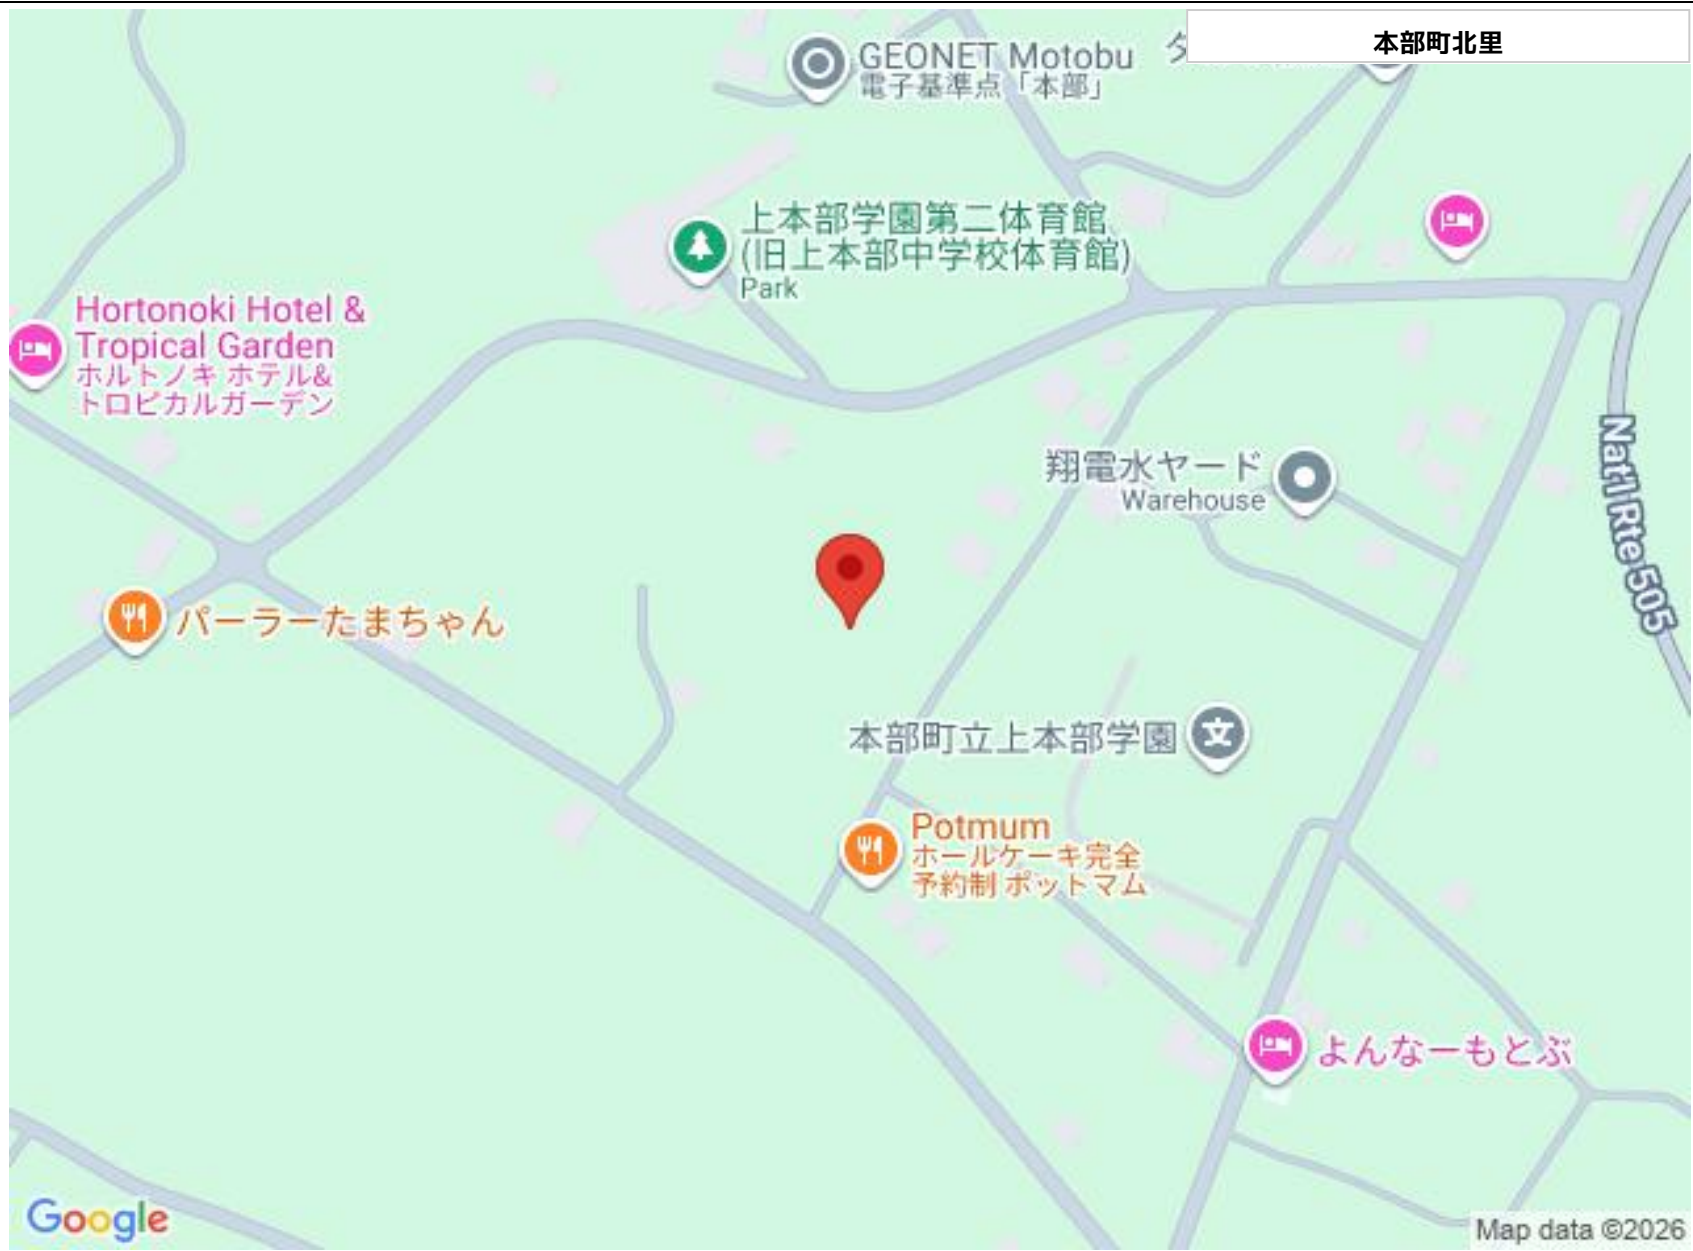 本部町北里
GEONET Motobu
電子基準点「本部」
上本部学園第二体育館
(旧上本部中学校体育館)
Park
Hortonoki Hotel &
Tropical Garden
ホルトノキ ホテル&
トロピカルガーデン
翔電水ヤード
Warehouse
Nat'l Rte 505
パーラーたまちゃん
本部町立上本部学園
Potmum
ホールケーキ完全
予約制 ポットマム
よんなーもとぶ
Google
Map data ©2026